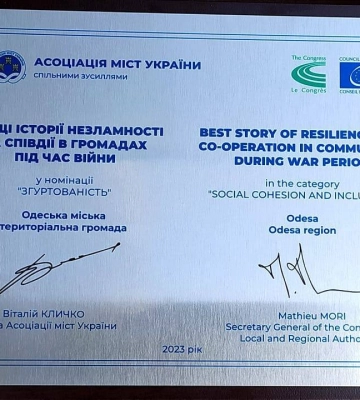 АСОЦІАЦІЯ МІСТ УКРАЇНИ
СПІЛЬНИМИ ЗУСИЛЛЯМИ
The Congress
Le Congrès
COUNCIL
CONSEIL
ЩІ ІСТОРІЇ НЕЗЛАМНОСТІ
СПІВДІЇ В ГРОМАДАХ
ПІД ЧАС ВІЙНИ
у номінації
"ЗГУРТОВАНІСТЬ"
Одеська міська
територіальна громада
Віталій КЛИЧКО
а Асоціації міст України
BEST STORY OF RESILIENC
CO-OPERATION IN COMMU
DURING WAR PERIO
in the category
"SOCIAL COHESION AND INCLU
Odesa
Odesa region
Mathieu MORI
Secretary General of the Con
Local and Regional Autho
2023 рік